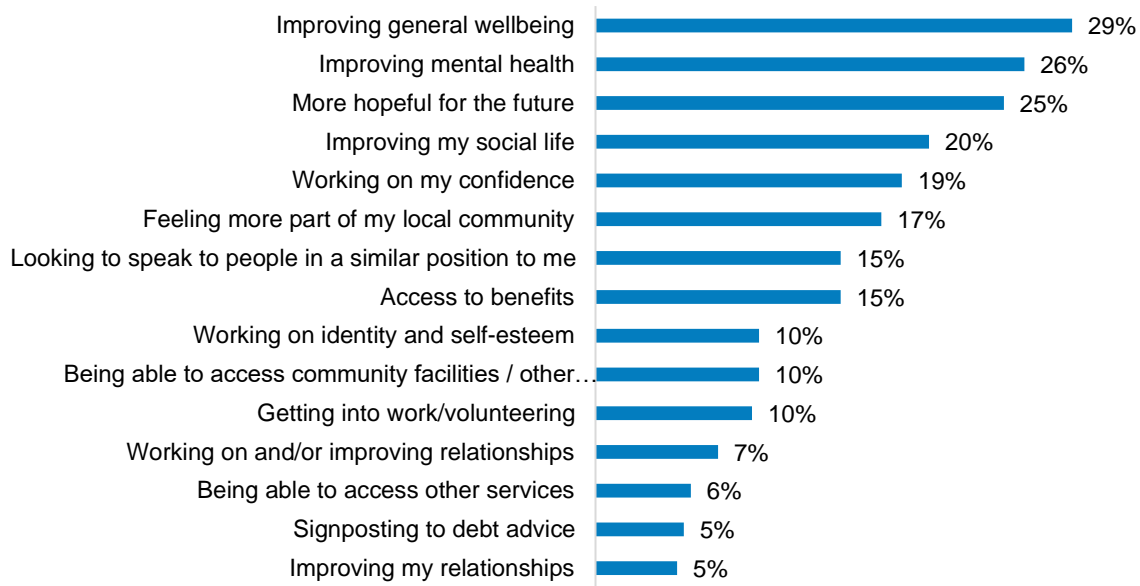 Improving general wellbeing 29%
Improving mental health 26%
More hopeful for the future 25%
Improving my social life 20%
Working on my confidence 19%
Feeling more part of my local community 17%
Looking to speak to people in a similar position to me 15%
Access to benefits 15%
Working on identity and self-esteem 10%
Being able to access community facilities / other… 10%
Getting into work/volunteering 10%
Working on and/or improving relationships 7%
Being able to access other services 6%
Signposting to debt advice 5%
Improving my relationships 5%